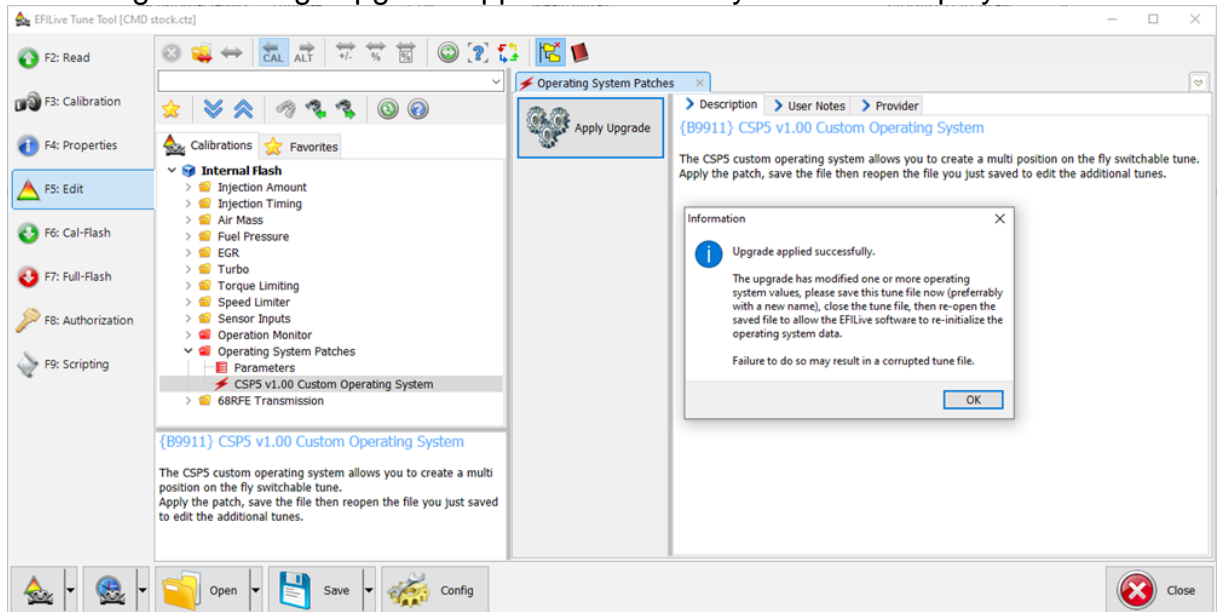 EFILive Tune Tool [CMD stock.ctz]
F2: Read
F3: Calibration
F4: Properties
F5: Edit
F6: Cal-Flash
F7: Full-Flash
F8: Authorization
F9: Scripting
CAL
ALT
+/-
%
%
Calibrations
Favorites
Internal Flash
Injection Amount
Injection Timing
Air Mass
Fuel Pressure
EGR
Turbo
Torque Limiting
Speed Limiter
Sensor Inputs
Operation Monitor
Operating System Patches
Parameters
CSP5 v1.00 Custom Operating System
68RFE Transmission
{B9911} CSP5 v1.00 Custom Operating System
The CSP5 custom operating system allows you to create a multi
position on the fly switchable tune.
Apply the patch, save the file then reopen the file you just saved
to edit the additional tunes.
Operating System Patches
Apply Upgrade
Description
User Notes
Provider
{B9911} CSP5 v1.00 Custom Operating System
The CSP5 custom operating system allows you to create a multi position on the fly switchable tune.
Apply the patch, save the file then reopen the file you just saved to edit the additional tunes.
Information
Upgrade applied successfully.
The upgrade has modified one or more operating
system values, please save this tune file now (preferrably
with a new name), close the tune file, then re-open the
saved file to allow the EFILive software to re-initialize the
operating system data.
Failure to do so may result in a corrupted tune file.
OK
Open
Save
Config
Close